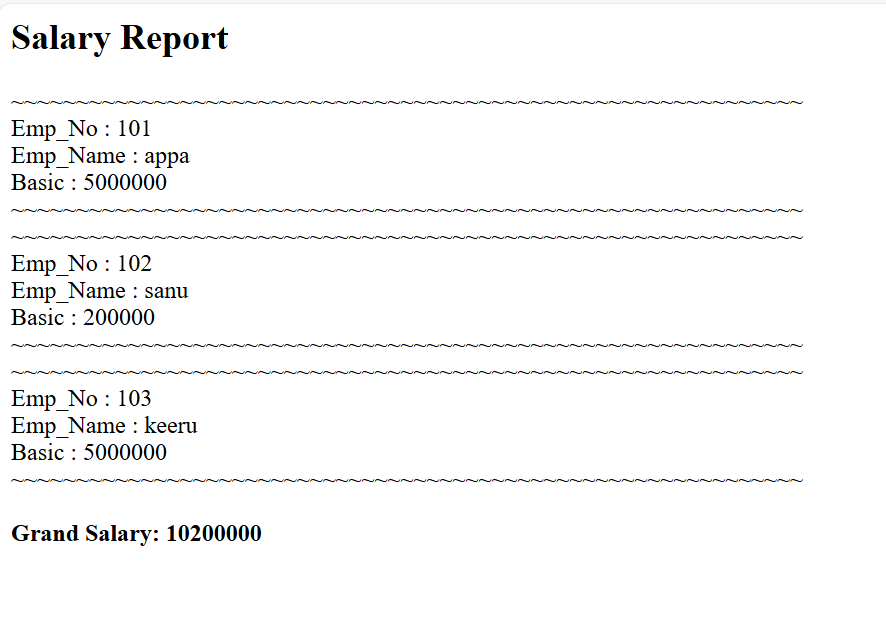 Salary Report
~~~~~~~~~~~~~~~~~~~~~~~~~~~~~~~~~~~~~~~~~~~~~~~~~~~~~~~~~~~~~
Emp_No : 101
Emp_Name : appa
Basic : 5000000
~~~~~~~~~~~~~~~~~~~~~~~~~~~~~~~~~~~~~~~~~~~~~~~~~~~~~~~~~~~~~
~~~~~~~~~~~~~~~~~~~~~~~~~~~~~~~~~~~~~~~~~~~~~~~~~~~~~~~~~~~~~
Emp_No : 102
Emp_Name : sanu
Basic : 200000
~~~~~~~~~~~~~~~~~~~~~~~~~~~~~~~~~~~~~~~~~~~~~~~~~~~~~~~~~~~~~
~~~~~~~~~~~~~~~~~~~~~~~~~~~~~~~~~~~~~~~~~~~~~~~~~~~~~~~~~~~~~
Emp_No : 103
Emp_Name : keeru
Basic : 5000000
~~~~~~~~~~~~~~~~~~~~~~~~~~~~~~~~~~~~~~~~~~~~~~~~~~~~~~~~~~~~~
Grand Salary: 10200000